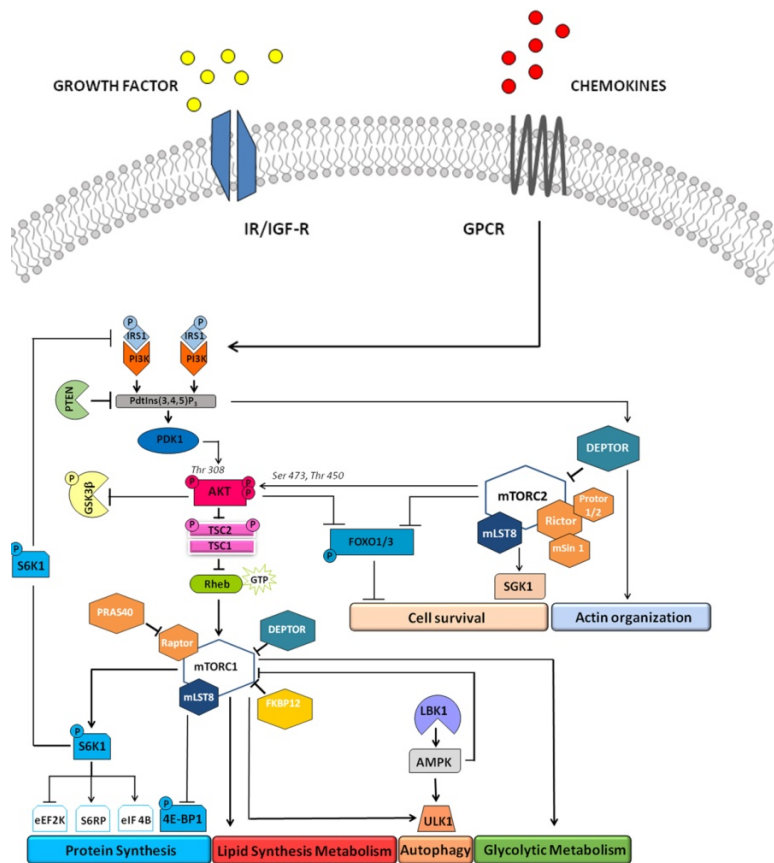 GROWTH FACTOR
CHEMOKINES
IR/IGF-R
GPCR
P
P
IRS1
IRS1
PI3K
PI3K
PTEN
PdtIns(3,4,5)P3
PDK1
DEPTOR
Thr 308
Ser 473, Thr 450
P
GSK3β
P
AKT
P
P
mTORC2
Protor
1/2
Rictor
mLST8
mSin 1
P
TSC2
P
TSC1
FOXO1/3
P
P
S6K1
Rheb
GTP
SGK1
Cell survival
Actin organization
PRAS40
Raptor
DEPTOR
mTORC1
mLST8
FKBP12
LBK1
P
S6K1
AMPK
P
eEF2K
S6RP
eIF 4B
4E-BP1
ULK1
Protein Synthesis
Lipid Synthesis Metabolism
Autophagy
Glycolytic Metabolism